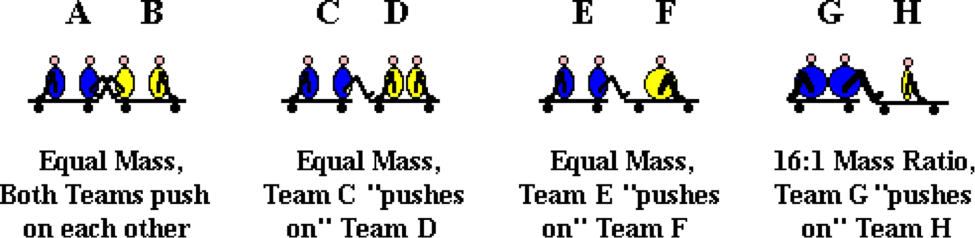 A B C D E F G H
Equal Mass, Equal Mass, Equal Mass, 16:1 Mass Ratio,
Both Teams push Team C "pushes Team E "pushes Team G "pushes
on each other on" Team D on" Team F on" Team H